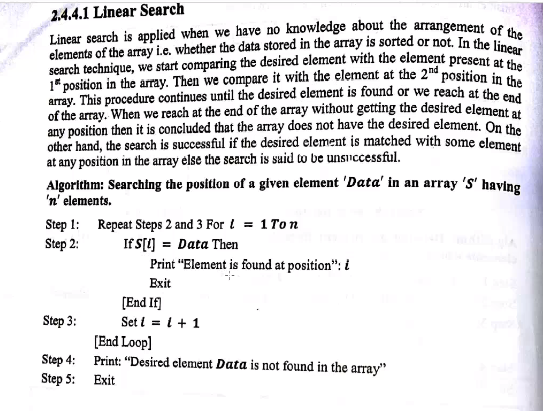 2.4.4.1 Linear Search
Linear search is applied when we have no knowledge about the arrangement of the
elements of the array i.e. whether the data stored in the array is sorted or not. In the linear
search technique, we start comparing the desired element with the element present at the
1st position in the array. Then we compare it with the element at the 2nd position in the
array. This procedure continues until the desired element is found or we reach at the end
of the array. When we reach at the end of the array without getting the desired element at
any position then it is concluded that the array does not have the desired element. On the
other hand, the search is successful if the desired element is matched with some element
at any position in the array else the search is said to be unsuccessful.
Algorithm: Searching the position of a given element 'Data' in an array 'S' having
'n' elements.
Step 1: Repeat Steps 2 and 3 For i = 1 To n
Step 2: If S[i] = Data Then
Print "Element is found at position": i
Exit
[End If]
Step 3: Set i = i + 1
[End Loop]
Step 4: Print: "Desired element Data is not found in the array"
Step 5: Exit